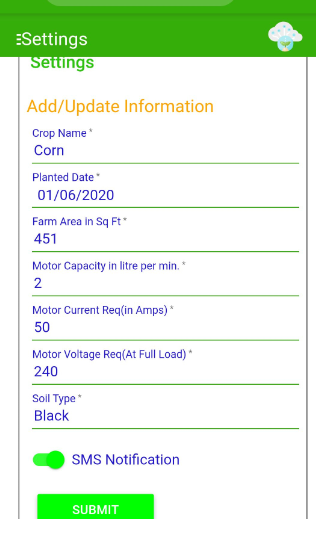 Settings
Settings
Add/Update Information
Crop Name *
Corn
Planted Date *
01/06/2020
Farm Area in Sq Ft *
451
Motor Capacity in litre per min. *
2
Motor Current Req(in Amps) *
50
Motor Voltage Req(At Full Load) *
240
Soil Type *
Black
SMS Notification
SUBMIT